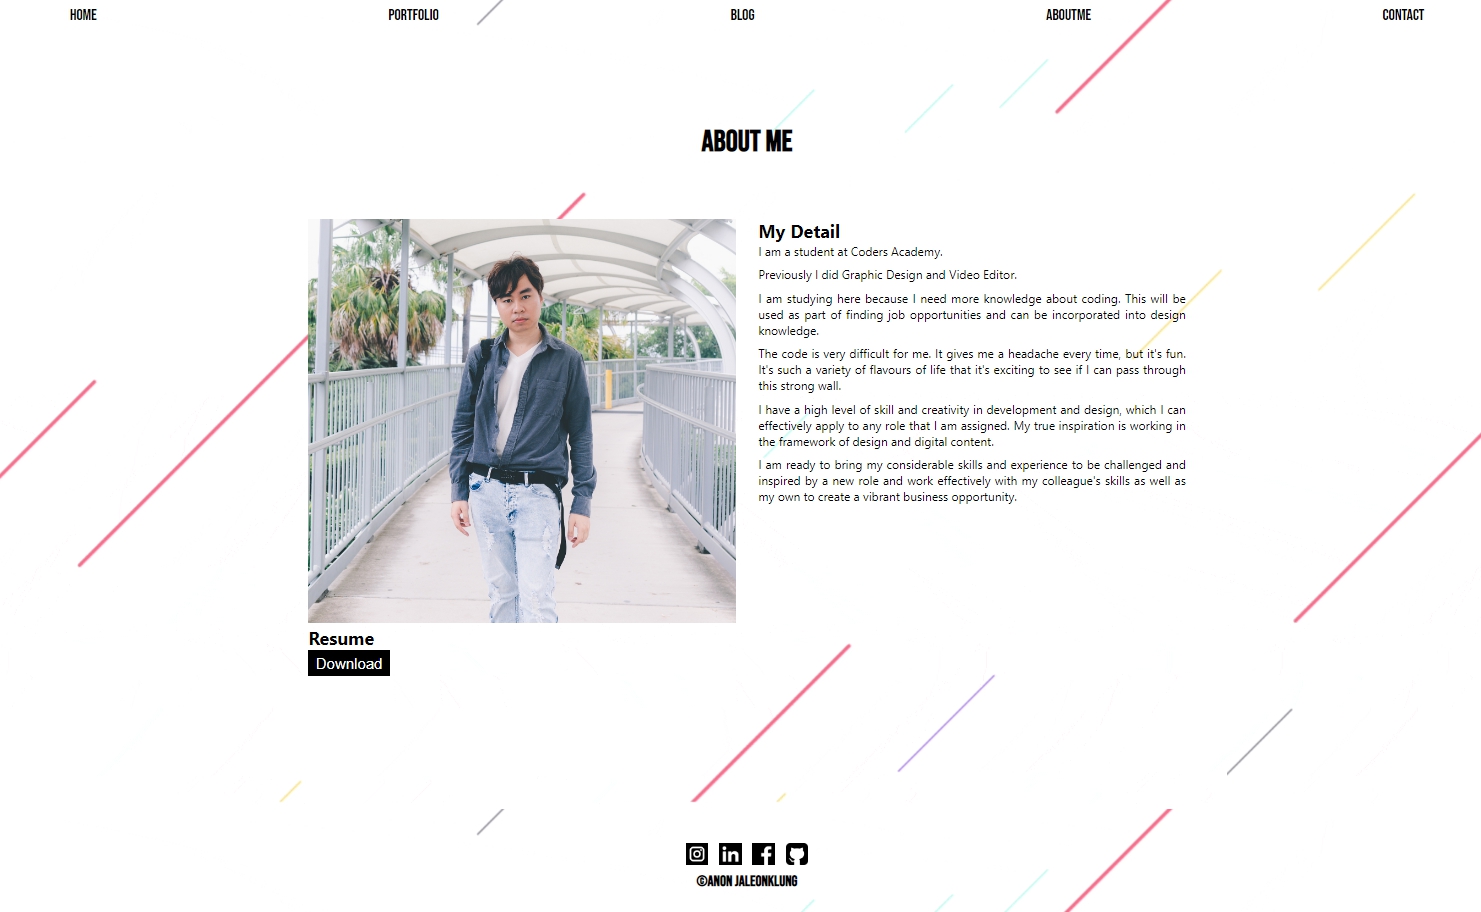 HOME PORTFOLIO BLOG ABOUTME CONTACT
ABOUT ME
My Detail
I am a student at Coders Academy.
Previously I did Graphic Design and Video Editor.
I am studying here because I need more knowledge about coding. This will be
used as part of finding job opportunities and can be incorporated into design
knowledge.
The code is very difficult for me. It gives me a headache every time, but it's fun.
It's such a variety of flavours of life that it's exciting to see if I can pass through
this strong wall.
I have a high level of skill and creativity in development and design, which I can
effectively apply to any role that I am assigned. My true inspiration is working in
the framework of design and digital content.
I am ready to bring my considerable skills and experience to be challenged and
inspired by a new role and work effectively with my colleague's skills as well as
my own to create a vibrant business opportunity.
Resume
Download
©ANON JALEONKLUNG